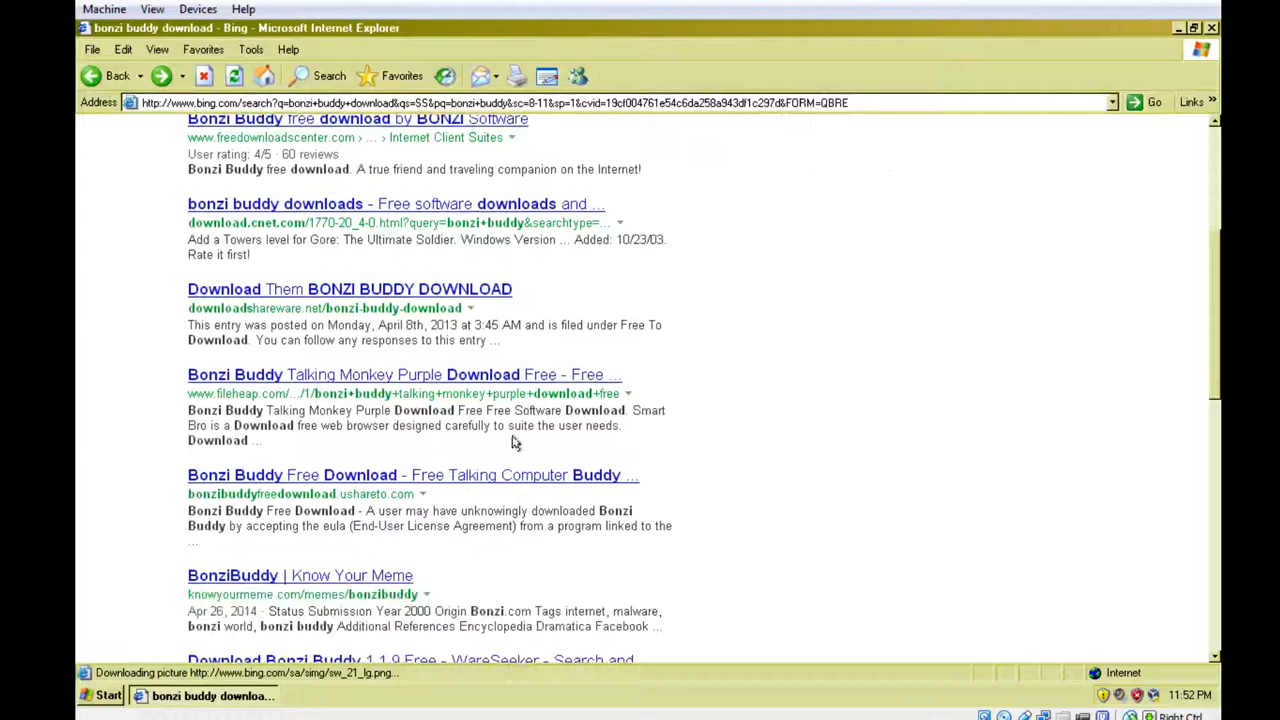 Machine View Devices Help
bonzi buddy download - Bing - Microsoft Internet Explorer
File Edit View Favorites Tools Help
Back Search Favorites
Address http://www.bing.com/search?q=bonzi+buddy+download&qs=SS&pq=bonzi+buddy&sc=8-11&sp=1&cvid=19cf004761e54c6da258a943df1c297d&FORM=QBRE Go Links »
Bonzi Buddy free download by BONZI Software
www.freedownloadscenter.com › ... › Internet Client Suites
User rating: 4/5 · 60 reviews
Bonzi Buddy free download. A true friend and traveling companion on the Internet!
bonzi buddy downloads - Free software downloads and ...
download.cnet.com/1770-20_4-0.html?query=bonzi+buddy&searchtype=...
Add a Towers level for Gore: The Ultimate Soldier. Windows Version ... Added: 10/23/03.
Rate it first!
Download Them BONZI BUDDY DOWNLOAD
downloadshareware.net/bonzi-buddy-download
This entry was posted on Monday, April 8th, 2013 at 3:45 AM and is filed under Free To
Download. You can follow any responses to this entry ...
Bonzi Buddy Talking Monkey Purple Download Free - Free ...
www.fileheap.com/.../1/bonzi+buddy+talking+monkey+purple+download+free
Bonzi Buddy Talking Monkey Purple Download Free Free Software Download. Smart
Bro is a Download free web browser designed carefully to suite the user needs.
Download ...
Bonzi Buddy Free Download - Free Talking Computer Buddy ...
bonzibuddyfreedownload.ushareto.com
Bonzi Buddy Free Download - A user may have unknowingly downloaded Bonzi
Buddy by accepting the eula (End-User License Agreement) from a program linked to the
...
BonziBuddy | Know Your Meme
knowyourmeme.com/memes/bonzibuddy
Apr 26, 2014 · Status Submission Year 2000 Origin Bonzi.com Tags internet, malware,
bonzi world, bonzi buddy Additional References Encyclopedia Dramatica Facebook ...
Download Bonzi Buddy 1.1.9 Free - WareSeeker - Search and
Downloading picture http://www.bing.com/sa/simg/sw_21_lg.png... Internet
Start bonzi buddy downloa... 11:52 PM
Right Ctrl